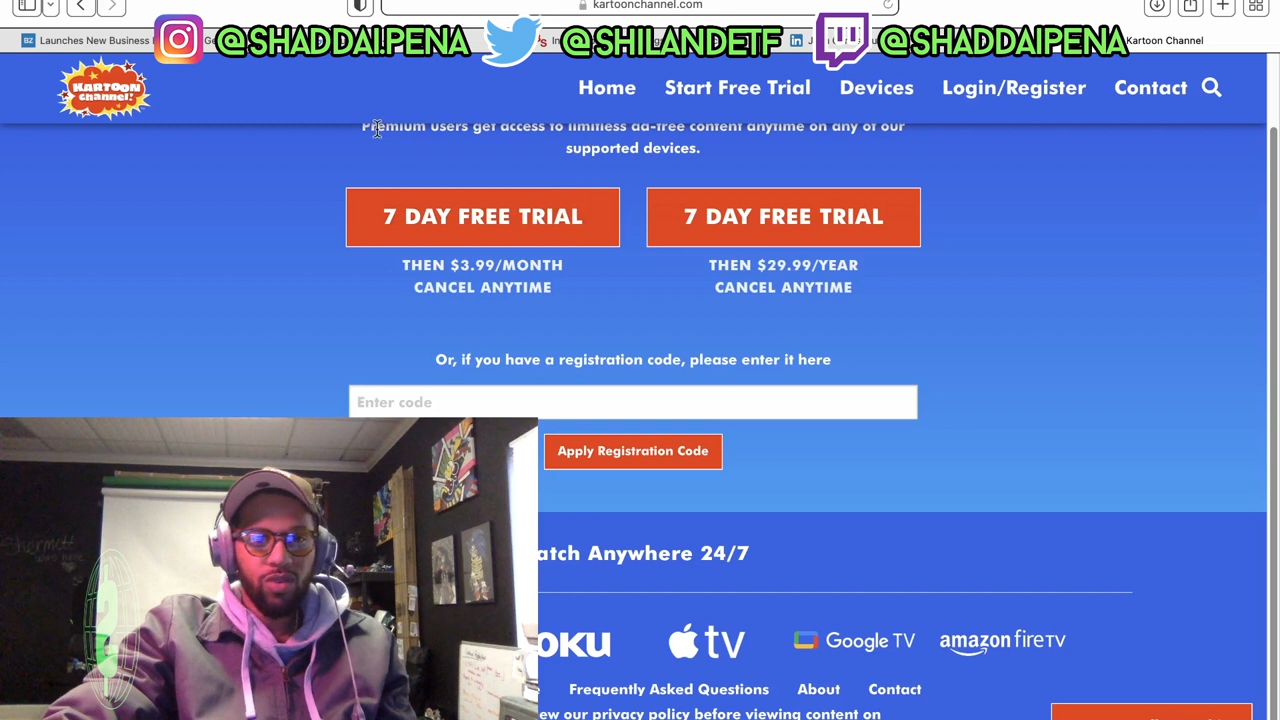 kartoonchannel.com
Launches New Business
@SHADDAI.PENA
@SHILANDETF
@SHADDAIPENA
Kartoon Channel
KARTOON
Channel!
Home Start Free Trial Devices Login/Register Contact
Premium users get access to limitless ad-free content anytime on any of our
supported devices.
7 DAY FREE TRIAL 7 DAY FREE TRIAL
THEN $3.99/MONTH THEN $29.99/YEAR
CANCEL ANYTIME CANCEL ANYTIME
Or, if you have a registration code, please enter it here
Enter code
Apply Registration Code
atch Anywhere 24/7
oku tv Google TV amazon fireTV
Frequently Asked Questions About Contact
ew our privacy policy before viewing content on